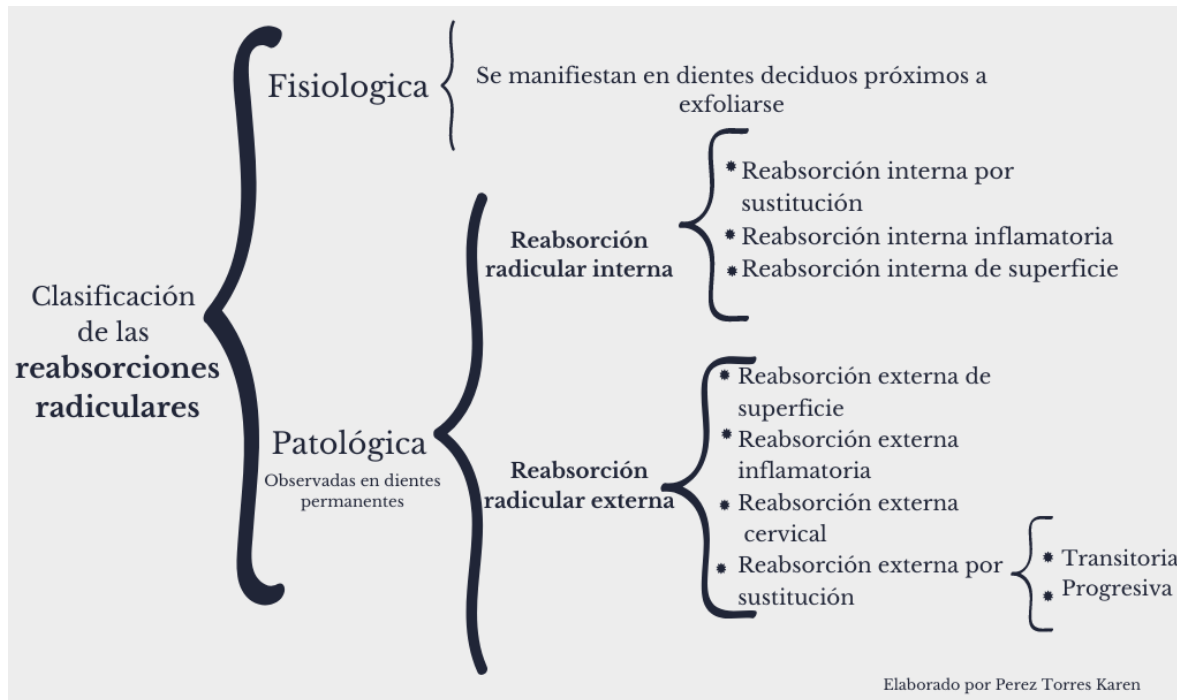 Clasificación
de las
reabsorciones
radiculares
Fisiologica
Se manifiestan en dientes deciduos próximos a
exfoliarse
Patológica
Observadas en dientes
permanentes
Reabsorción
radicular interna
Reabsorción interna por
sustitución
Reabsorción interna inflamatoria
Reabsorción interna de superficie
Reabsorción
radicular externa
Reabsorción externa de
superficie
Reabsorción externa
inflamatoria
Reabsorción externa
cervical
Reabsorción externa por
sustitución
Transitoria
Progresiva
Elaborado por Perez Torres Karen